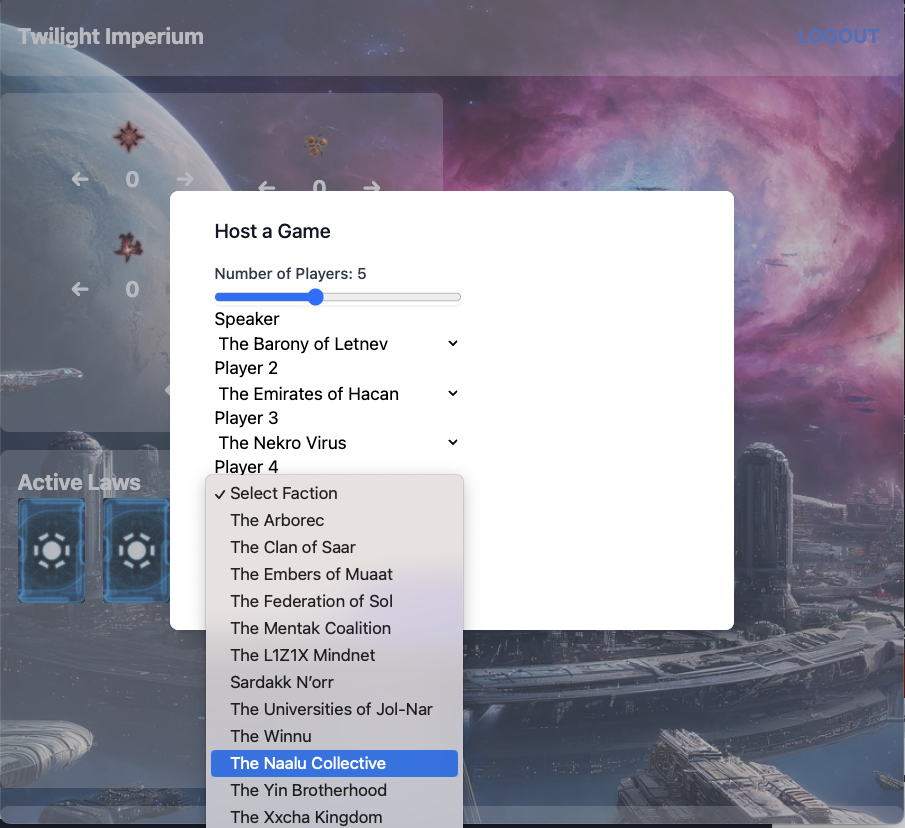 Twilight Imperium
LOGOUT
0
0
0
Host a Game
Number of Players: 5
Speaker
The Barony of Letnev
Player 2
The Emirates of Hacan
Player 3
The Nekro Virus
Player 4
Active Laws
Select Faction
The Arborec
The Clan of Saar
The Embers of Muaat
The Federation of Sol
The Mentak Coalition
The L1Z1X Mindnet
Sardakk N’orr
The Universities of Jol-Nar
The Winnu
The Naalu Collective
The Yin Brotherhood
The Xxcha Kingdom